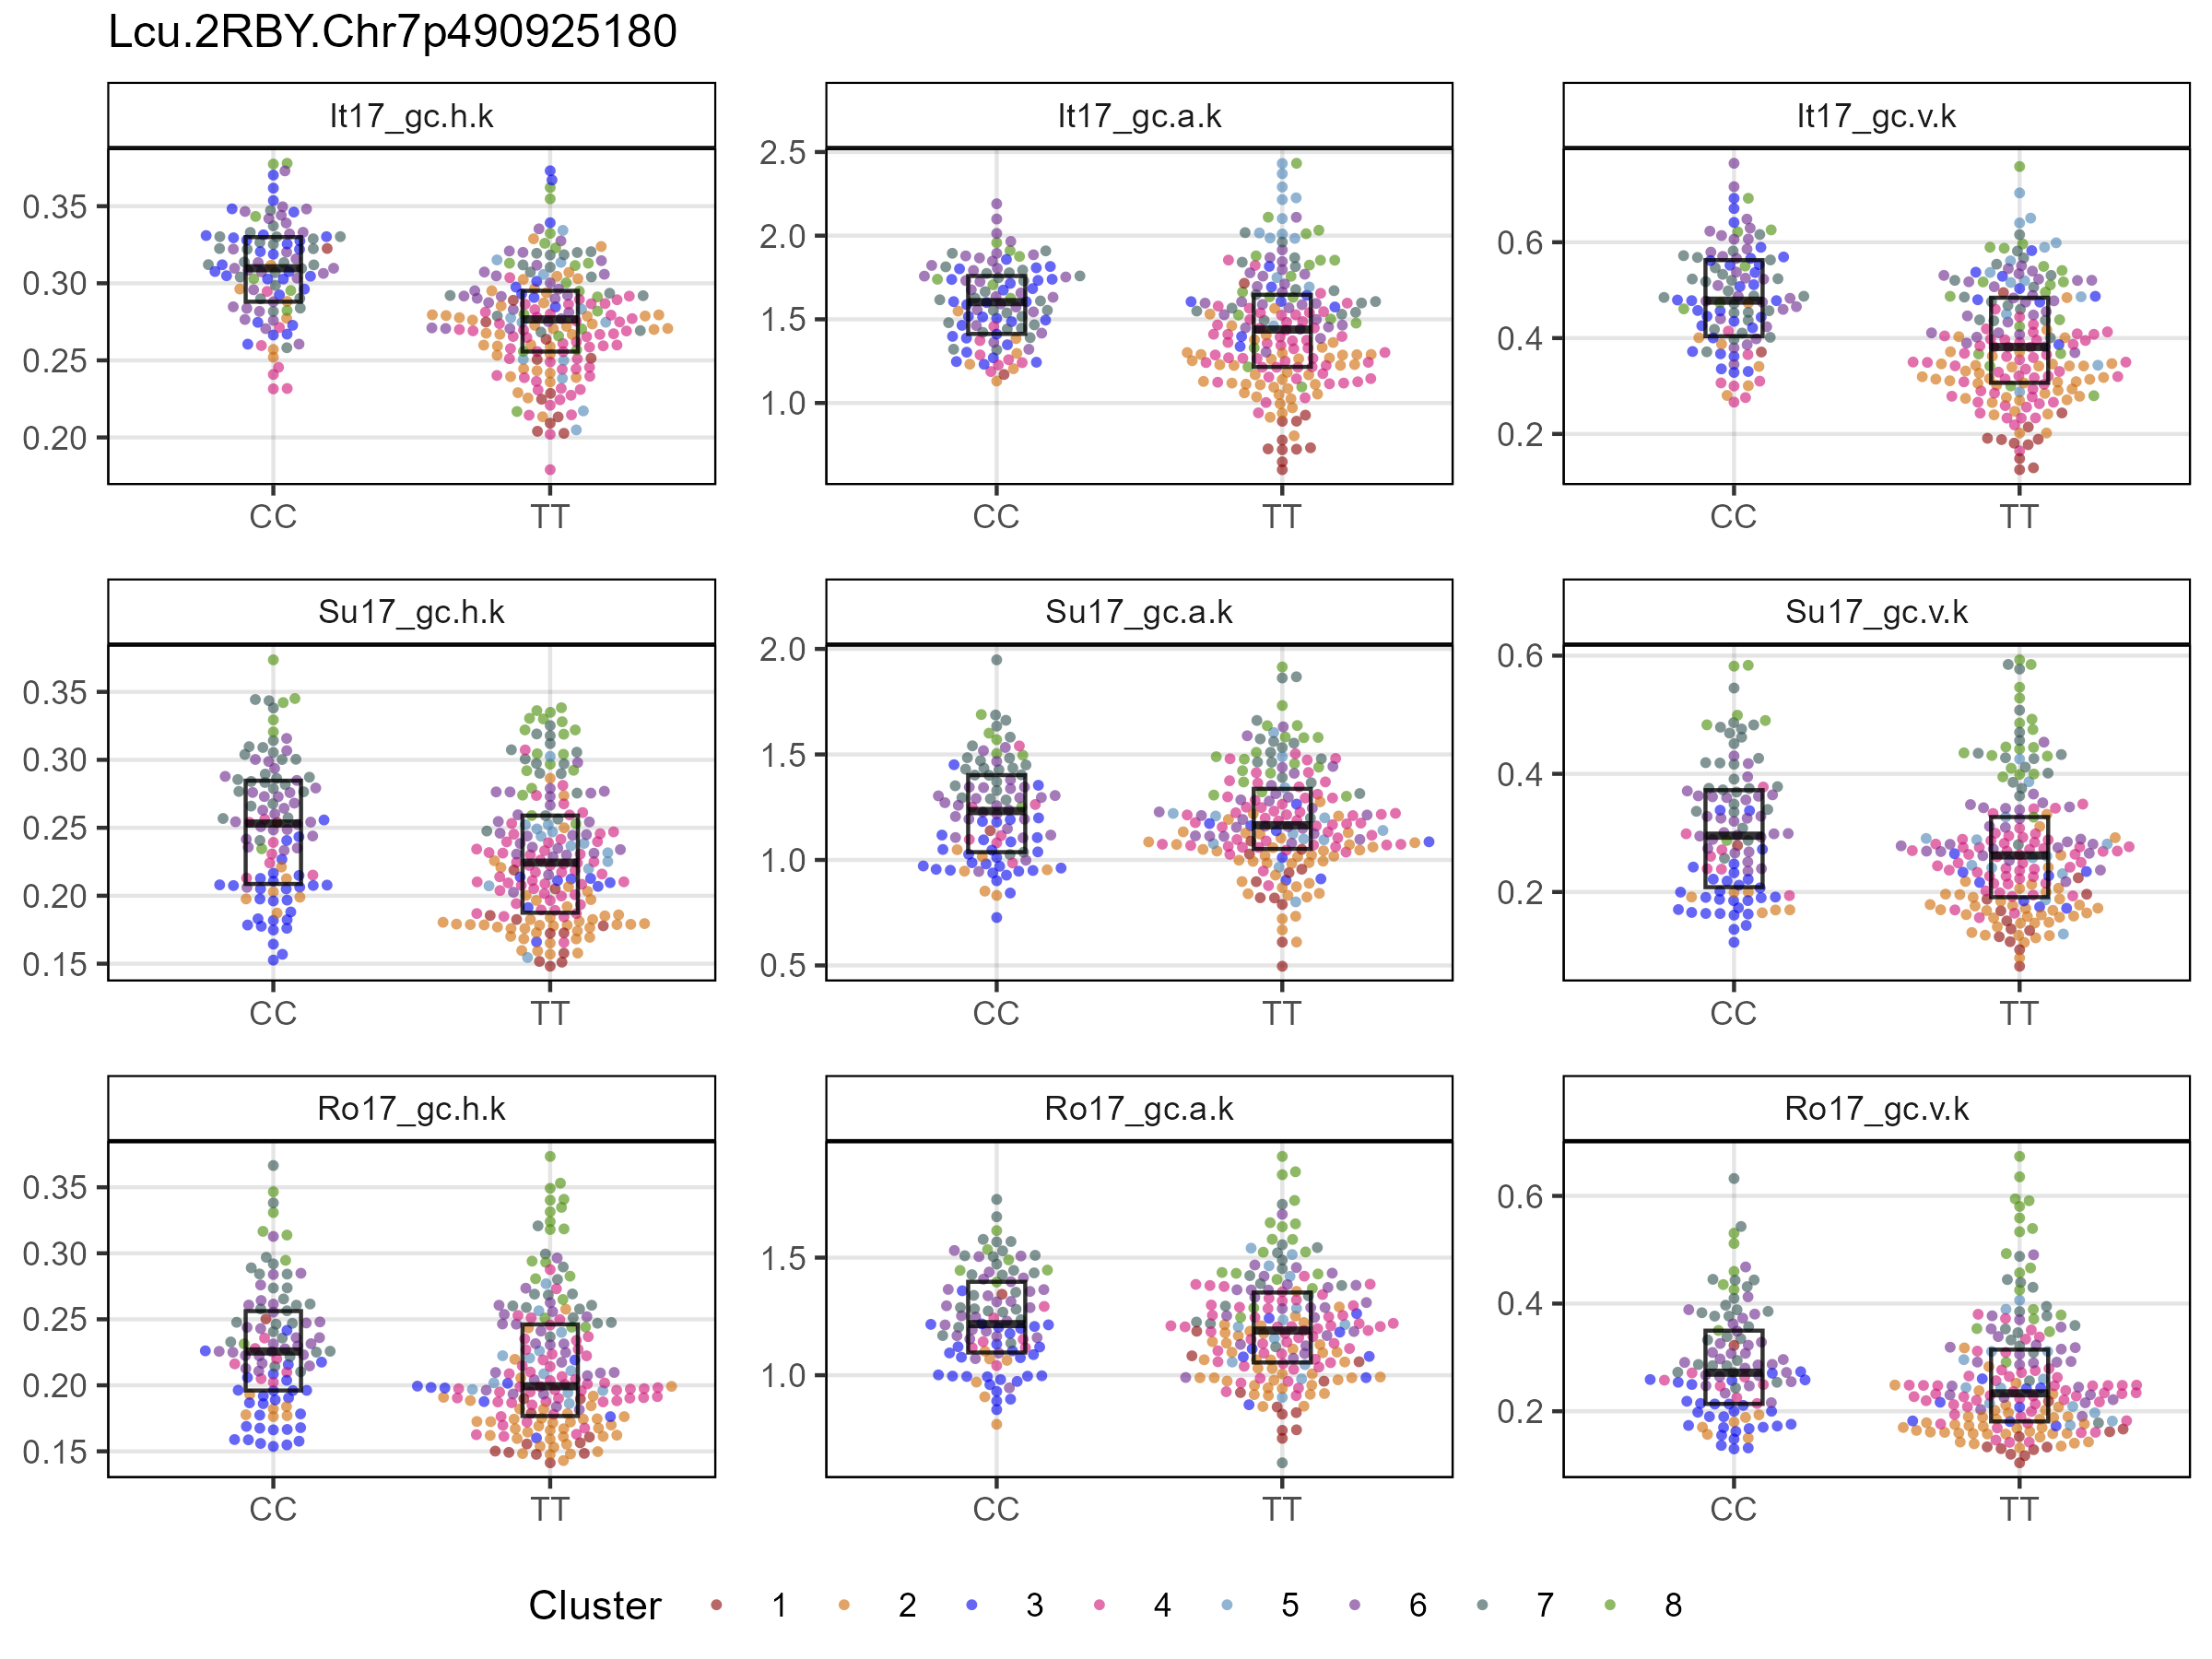 Lcu.2RBY.Chr7p490925180
It17_gc.h.k
It17_gc.a.k
It17_gc.v.k
0.35
0.30
0.25
0.20
2.5
2.0
1.5
1.0
0.6
0.4
0.2
CC TT
CC TT
CC TT
Su17_gc.h.k
Su17_gc.a.k
Su17_gc.v.k
0.35
0.30
0.25
0.20
0.15
2.0
1.5
1.0
0.5
0.6
0.4
0.2
CC TT
CC TT
CC TT
Ro17_gc.h.k
Ro17_gc.a.k
Ro17_gc.v.k
0.35
0.30
0.25
0.20
0.15
1.5
1.0
0.6
0.4
0.2
CC TT
CC TT
CC TT
Cluster 1 2 3 4 5 6 7 8